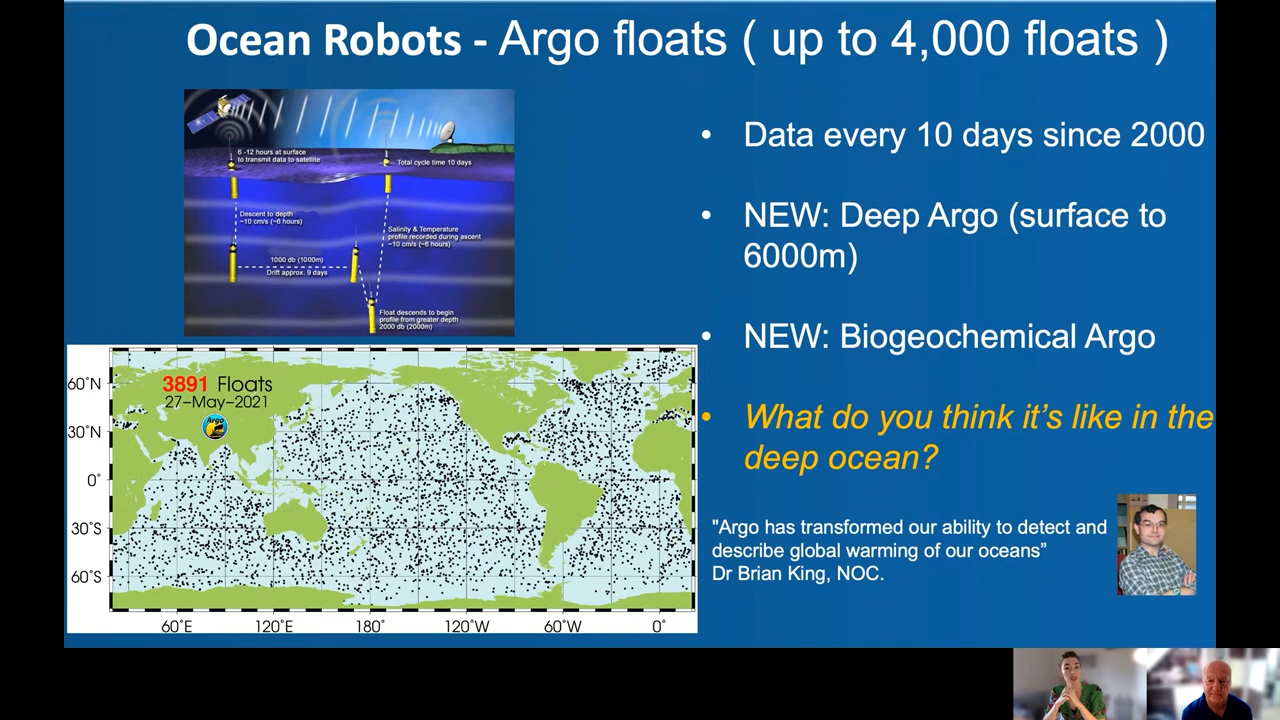 Ocean Robots - Argo floats ( up to 4,000 floats )
6 -12 hours at surface
to transmit data to satellite
Total cycle time 10 days
Descent to depth
~10 cm/s (~6 hours)
Salinity & Temperature
profile recorded during ascent
~10 cm/s (~6 hours)
1000 db (1000m)
Drift approx. 9 days
Float descends to begin
profile from greater depth
2000 db (2000m)
• Data every 10 days since 2000
• NEW: Deep Argo (surface to
6000m)
• NEW: Biogeochemical Argo
• What do you think it's like in the
deep ocean?
"Argo has transformed our ability to detect and
describe global warming of our oceans”
Dr Brian King, NOC.
3891 Floats
27-May-2021
Argo
60°N
30°N
0°
30°S
60°S
60°E 120°E 180° 120°W 60°W 0°